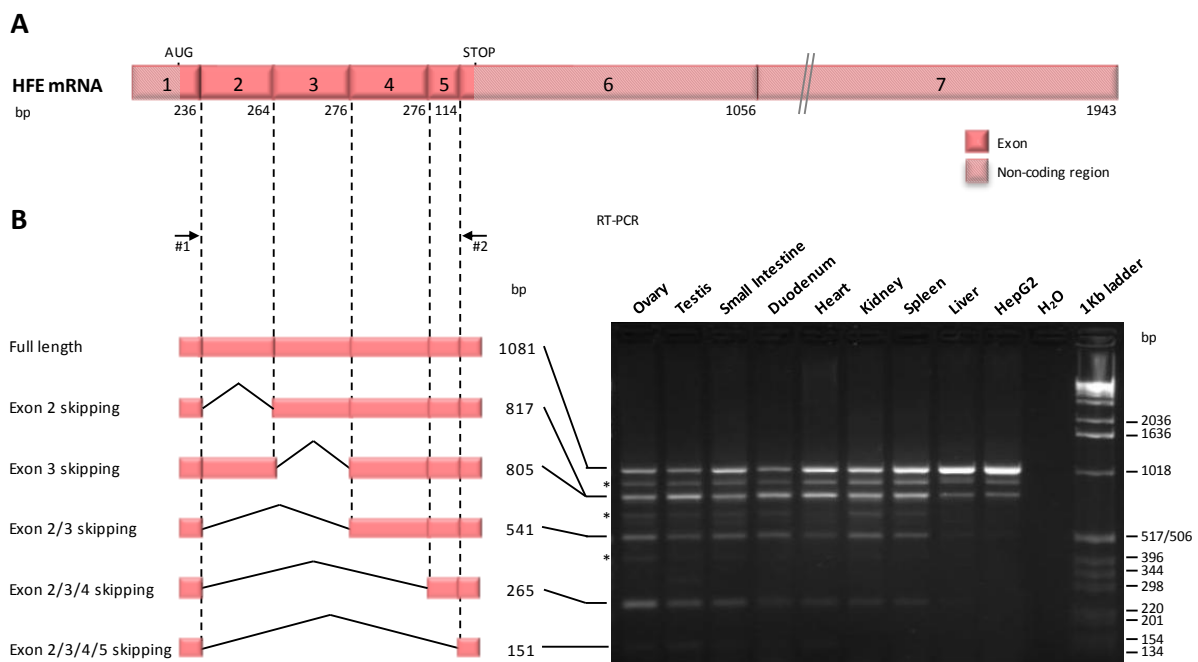 A
AUG STOP
HFE mRNA 1 2 3 4 5 6 7
bp 236 264 276 276 114 1056 1943
Exon
Non-coding region
B
RT-PCR
#1 #2
bp
Ovary Testis Small Intestine Duodenum Heart Kidney Spleen Liver HepG2 H2O 1Kb ladder
bp
Full length 1081
Exon 2 skipping 817
Exon 3 skipping 805
Exon 2/3 skipping 541
Exon 2/3/4 skipping 265
Exon 2/3/4/5 skipping 151
*
*
*
2036
1636
1018
517/506
396
344
298
220
201
154
134